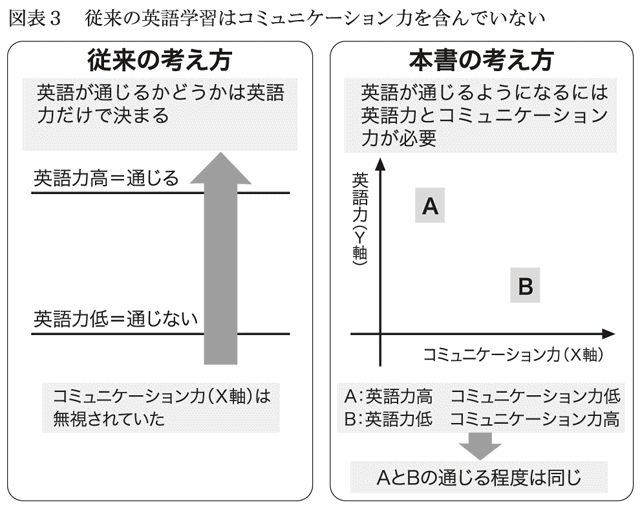 図表3 従来の英語学習はコミュニケーション力を含んでいない
従来の考え方
英語が通じるかどうかは英語
力だけで決まる
英語力高=通じる
英語力低=通じない
コミュニケーション力(X軸)は
無視されていた
本書の考え方
英語が通じるようになるには
英語力とコミュニケーション
力が必要
英語力(Y軸)
A
B
コミュニケーション力(X軸)
A:英語力高 コミュニケーション力低
B:英語力低 コミュニケーション力高
AとBの通じる程度は同じ